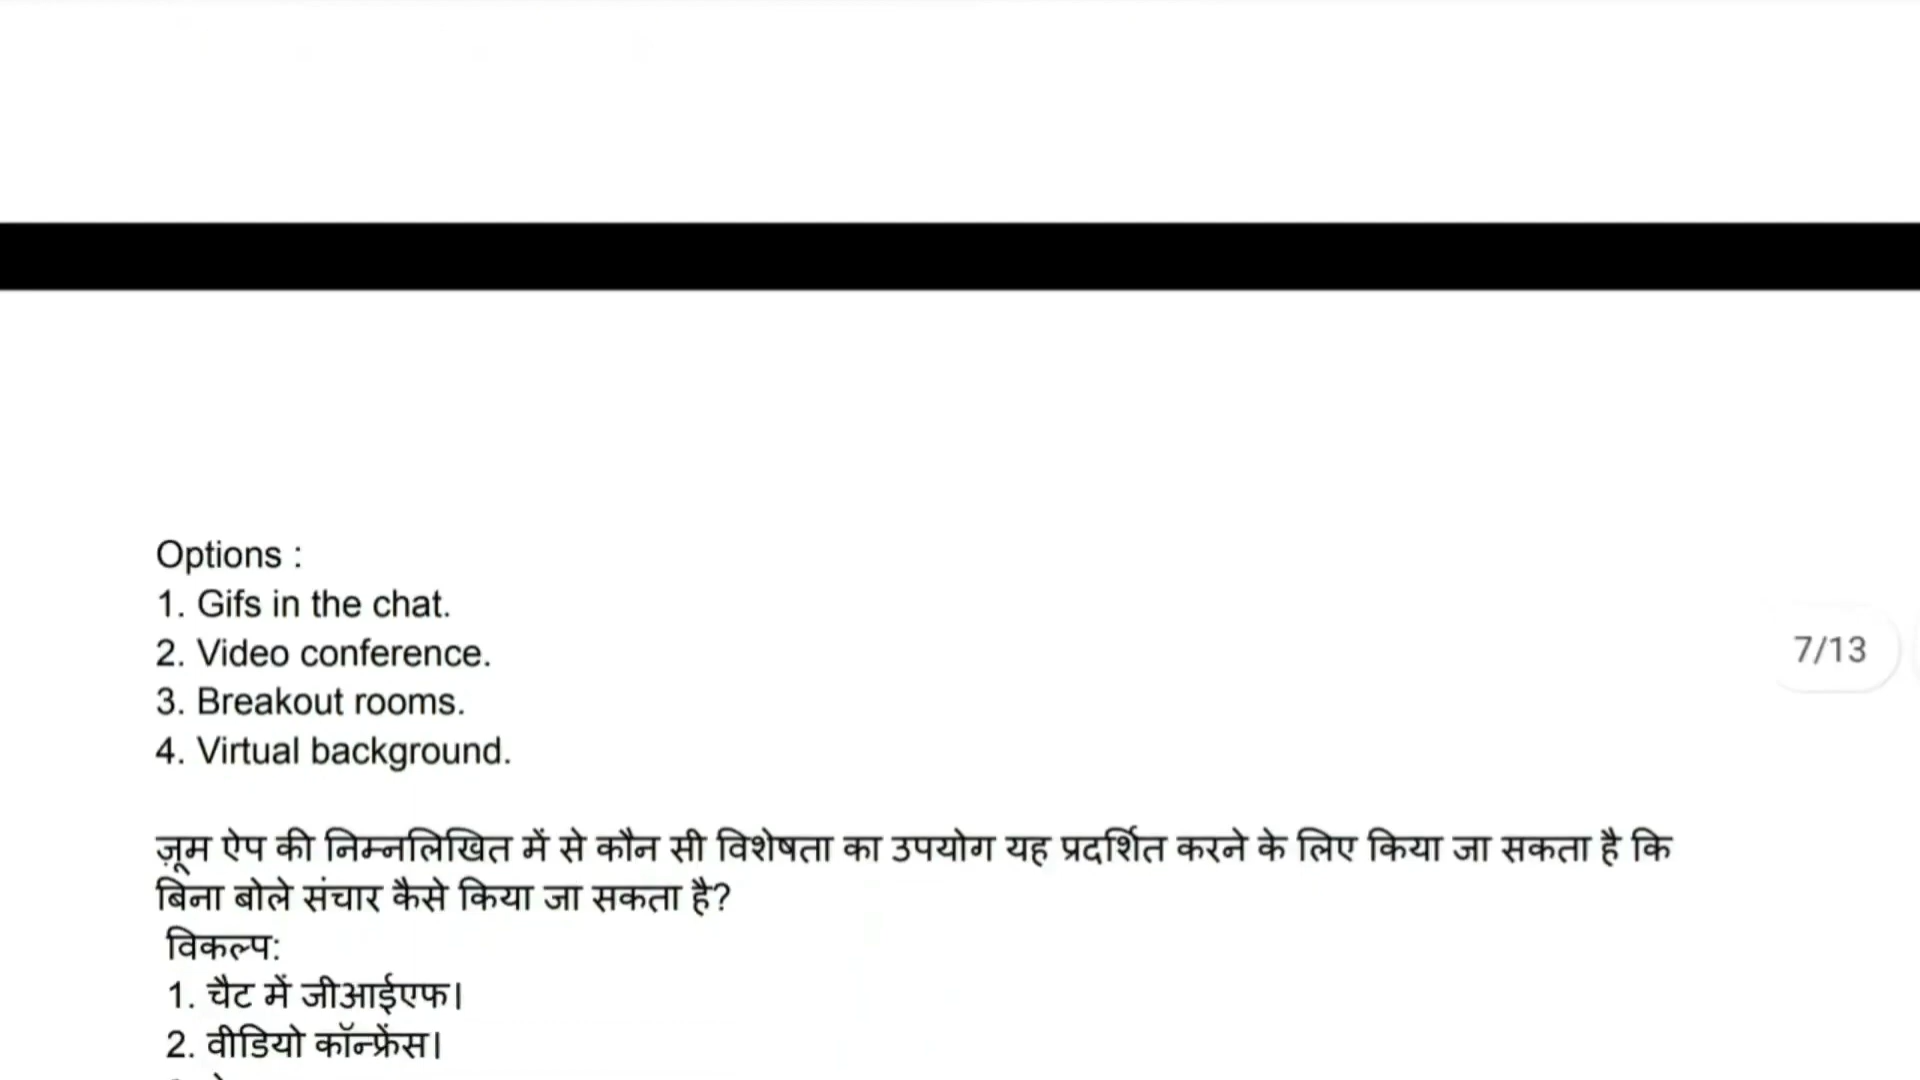 Options :
1. Gifs in the chat.
2. Video conference.
3. Breakout rooms.
7/13
4. Virtual background.
ज़ूम ऐप की निम्नलिखित में से कौन सी विशेषता का उपयोग यह प्रदर्शित करने के लिए किया जा सकता है कि
बिना बोले संचार कैसे किया जा सकता है?
विकल्प:
1. चैट में जीआईएफ।
2. वीडियो कॉन्फ्रेंस।